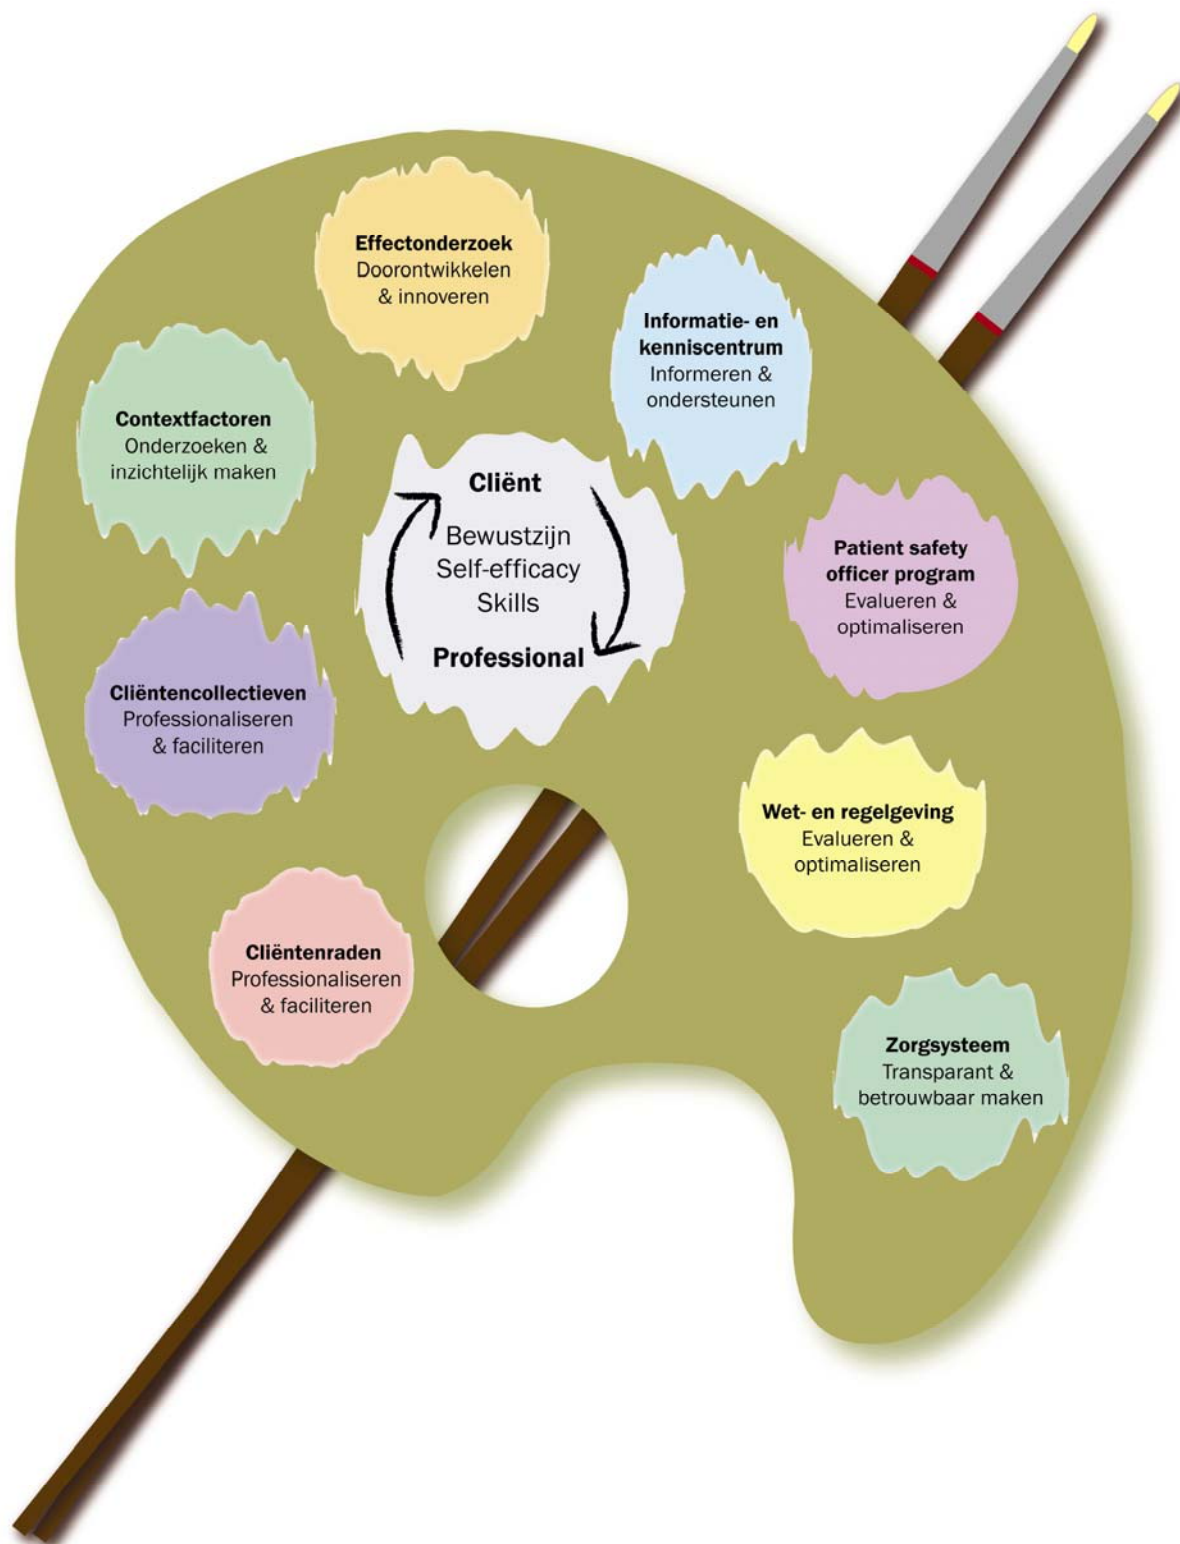 Effectonderzoek
Doorontwikkelen
& innoveren
Informatie- en
kenniscentrum
Informeren &
ondersteunen
Contextfactoren
Onderzoeken &
inzichtelijk maken
Cliënt
Bewustzijn
Self-efficacy
Skills
Professional
Patient safety
officer program
Evalueren &
optimaliseren
Cliëntencollectieven
Professionaliseren
& faciliteren
Wet- en regelgeving
Evalueren &
optimaliseren
Cliëntenraden
Professionaliseren
& faciliteren
Zorgsysteem
Transparant &
betrouwbaar maken